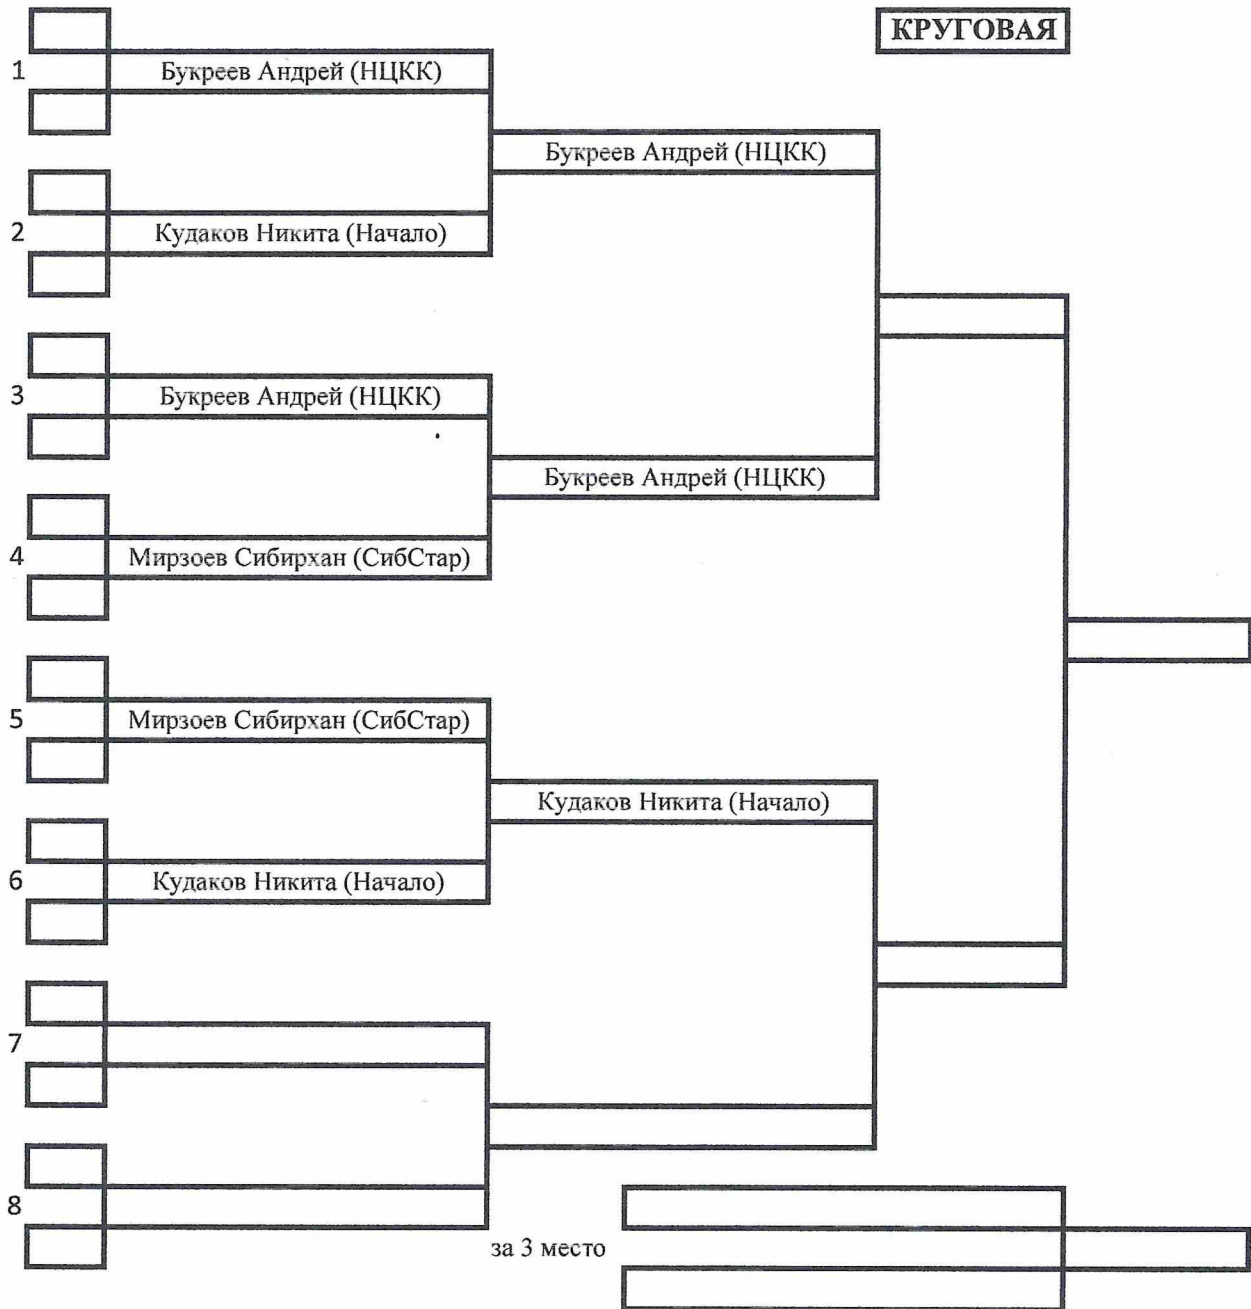 КРУГОВАЯ
1 Букреев Андрей (НЦКК)
Букреев Андрей (НЦКК)
2 Кудаков Никита (Начало)
3 Букреев Андрей (НЦКК)
Букреев Андрей (НЦКК)
4 Мирзоев Сибирхан (СибСтар)
5 Мирзоев Сибирхан (СибСтар)
Кудаков Никита (Начало)
6 Кудаков Никита (Начало)
7
8
за 3 место